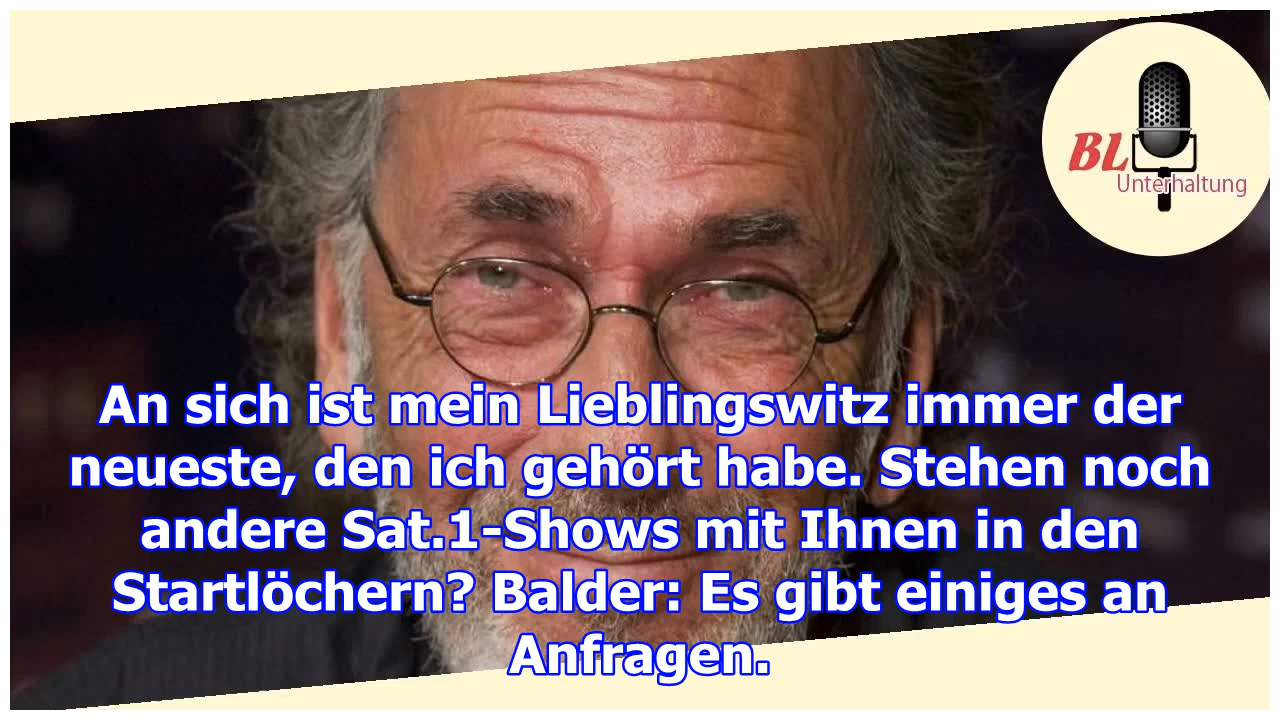 BL
Unterhaltung
An sich ist mein Lieblingswitz immer der
neueste, den ich gehört habe. Stehen noch
andere Sat.1-Shows mit Ihnen in den
Startlöchern? Balder: Es gibt einiges an
Anfragen.